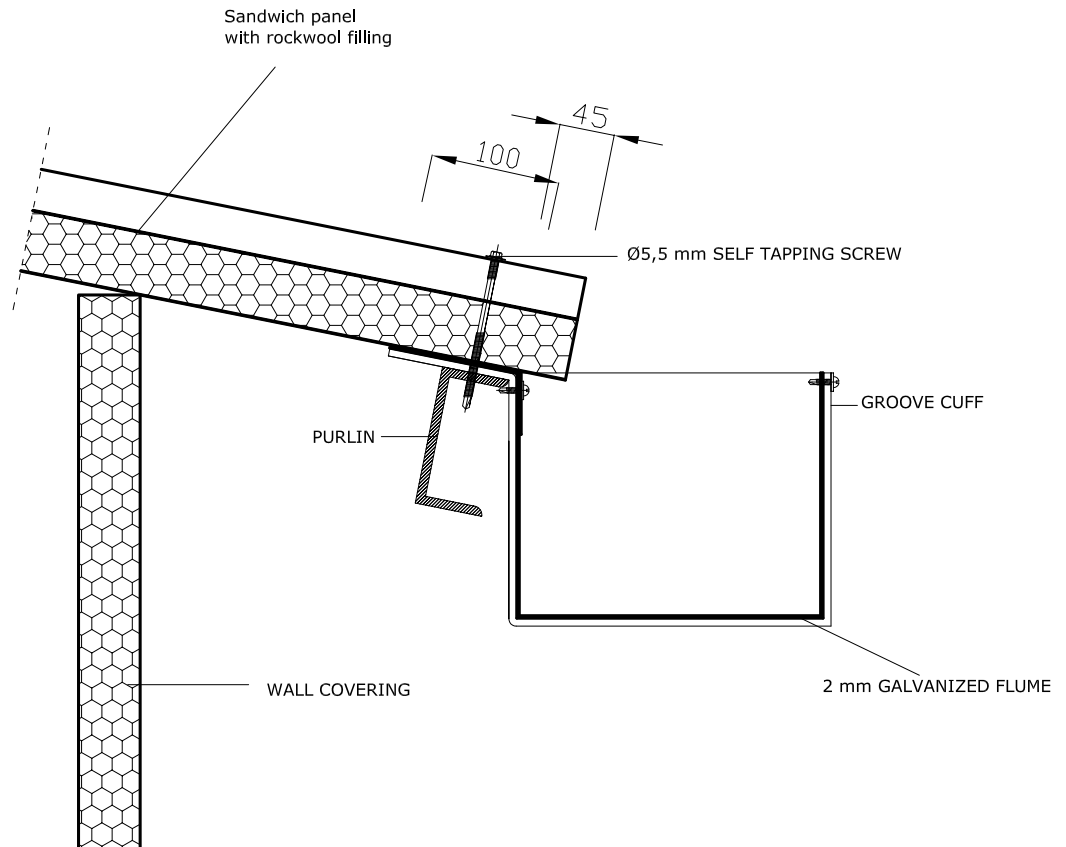 Sandwich panel
with rockwool filling
45
100
Ø5,5 mm SELF TAPPING SCREW
GROOVE CUFF
PURLIN
WALL COVERING
2 mm GALVANIZED FLUME